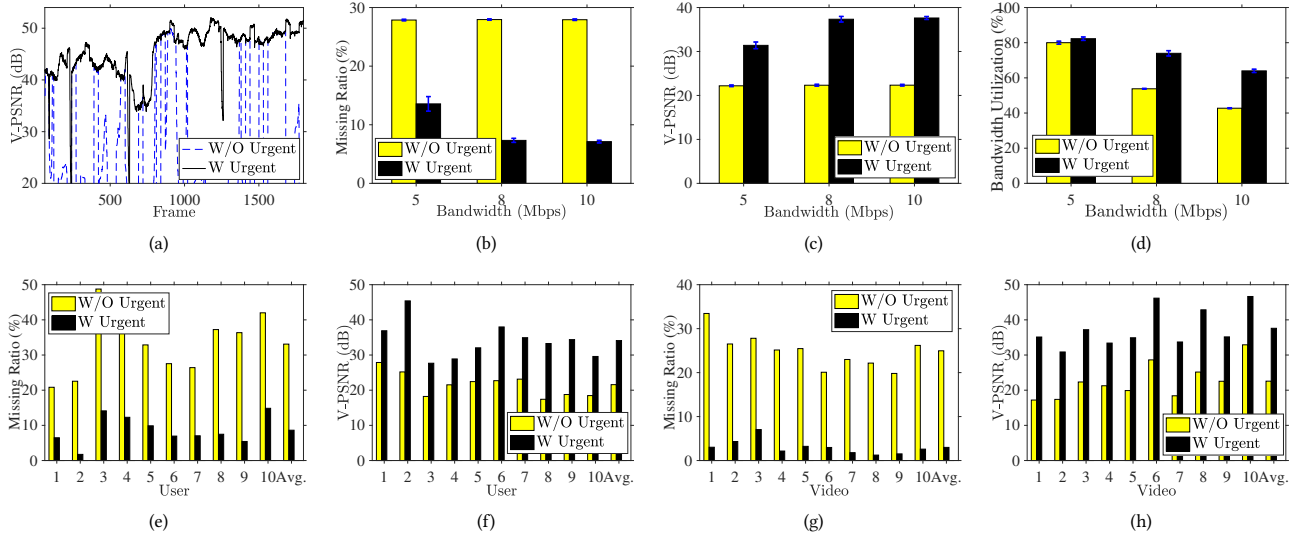 50
40
30
20
V-PSNR (dB)
500
1000
1500
Frame
W/O Urgent
W Urgent
(a)
40
30
20
10
0
Missing Ratio (%)
5
8
10
Bandwidth (Mbps)
W/O Urgent
W Urgent
(b)
40
30
20
10
0
V-PSNR (dB)
5
8
10
Bandwidth (Mbps)
W/O Urgent
W Urgent
(c)
100
80
60
40
20
0
Bandwidth Utilization (%)
5
8
10
Bandwidth (Mbps)
W/O Urgent
W Urgent
(d)
50
40
30
20
10
0
Missing Ratio (%)
W/O Urgent
W Urgent
1 2 3 4 5 6 7 8 9 10Avg.
User
(e)
50
40
30
20
10
0
V-PSNR (dB)
W/O Urgent
W Urgent
1 2 3 4 5 6 7 8 9 10Avg.
User
(f)
40
30
20
10
0
Missing Ratio (%)
W/O Urgent
W Urgent
1 2 3 4 5 6 7 8 9 10Avg.
Video
(g)
50
40
30
20
10
0
V-PSNR (dB)
W/O Urgent
W Urgent
1 2 3 4 5 6 7 8 9 10Avg.
Video
(h)